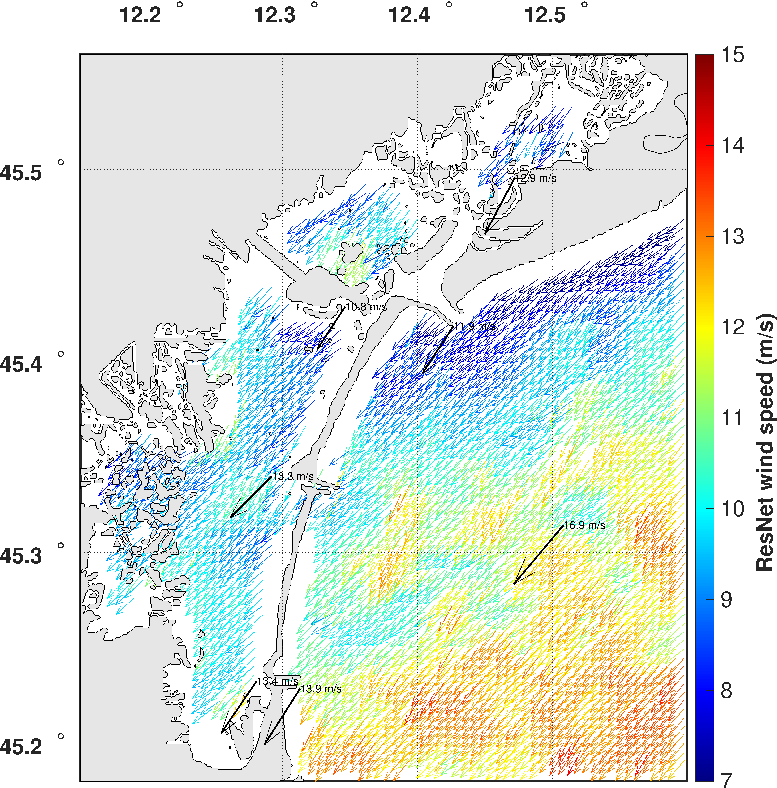 12.2 ° 12.3 ° 12.4 ° 12.5 °
45.5 °
45.4 °
45.3 °
45.2 °
12.9 m/s
10.8 m/s
13.3 m/s
16.9 m/s
13.4 m/s
13.9 m/s
15
14
13
12
11
10
9
8
7
ResNet wind speed (m/s)